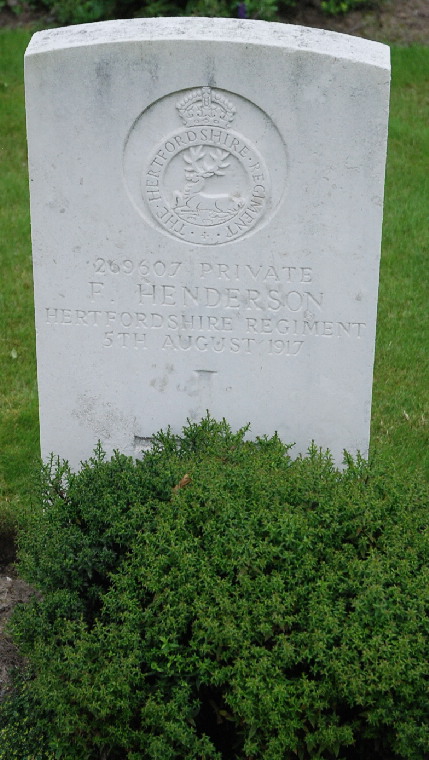 THE HERTFORDSHIRE REGIMENT
269607 PRIVATE
F. HENDERSON
HERTFORDSHIRE REGIMENT
5TH AUGUST 1917